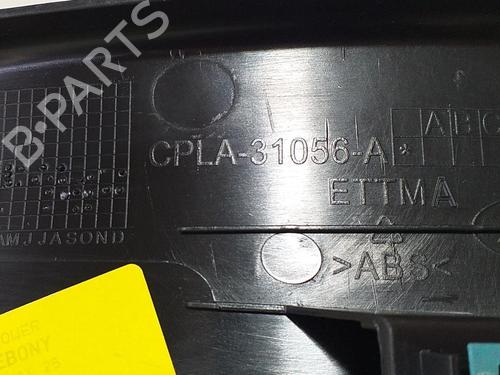 B-PARTS
CPLA-31056-A
ABC
*
ETTMA
AMJJASOND
>ABS<
EBONY